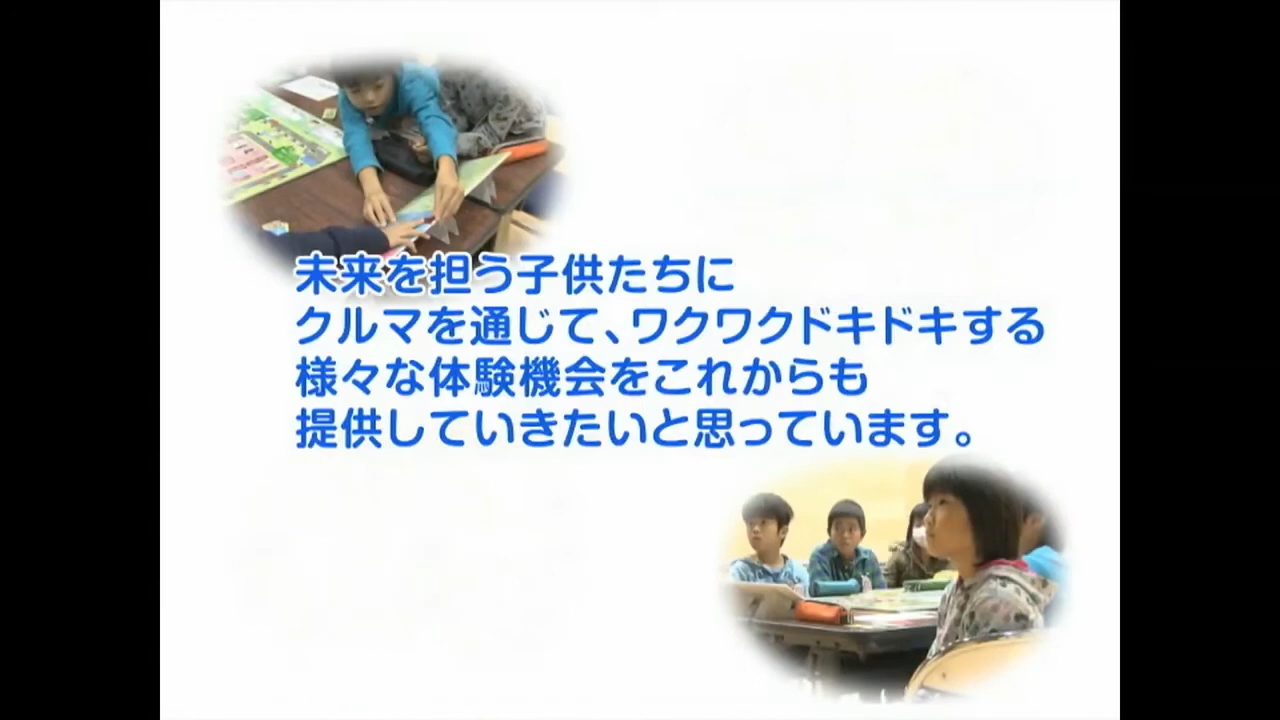 未来を担う子供たちに
クルマを通じて、ワクワクドキドキする
様々な体験機会をこれからも
提供していきたいと思っています。